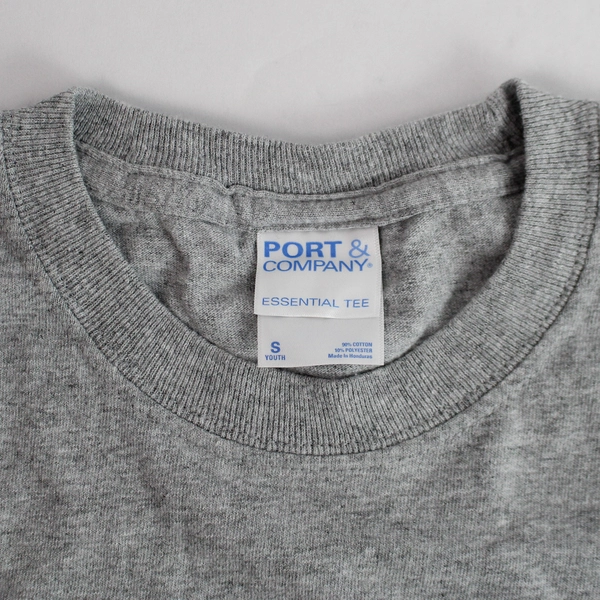 PORT &
COMPANY®
ESSENTIAL TEE
S
YOUTH
90% COTTON
10% POLYESTER
Made In Honduras